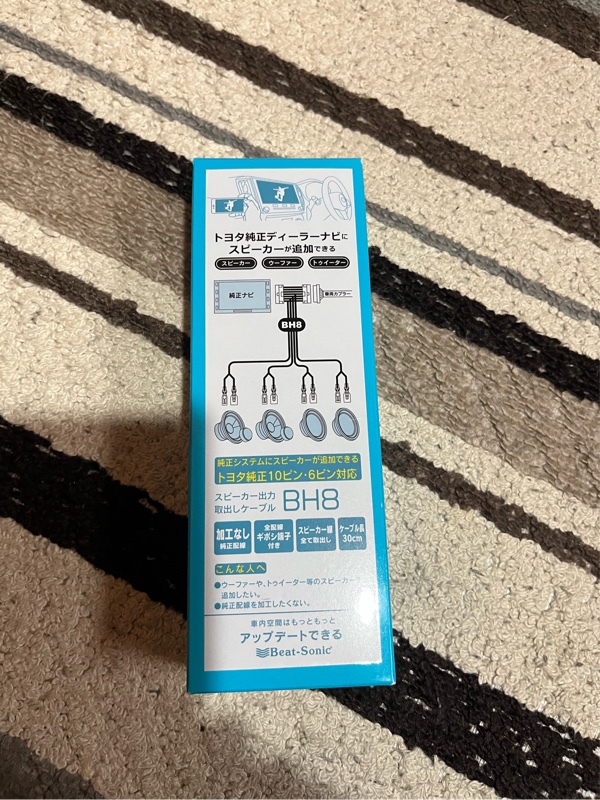 トヨタ純正ディーラーナビに
スピーカーが追加できる
スピーカー ウーファー トゥイーター
純正ナビ
車両カプラー
BH8
純正システムにスピーカーが追加できる
トヨタ純正10ピン・6ピン対応
スピーカー出力
取出しケーブル BH8
加工なし
純正配線
全配線
ギボシ端子
付き
スピーカー線
全て取出し
ケーブル長
30cm
こんな人へ
●ウーファーや、トゥイーター等のスピーカーを
追加したい。
●純正配線を加工したくない。
車内空間はもっともっと
アップデートできる
Beat-Sonic